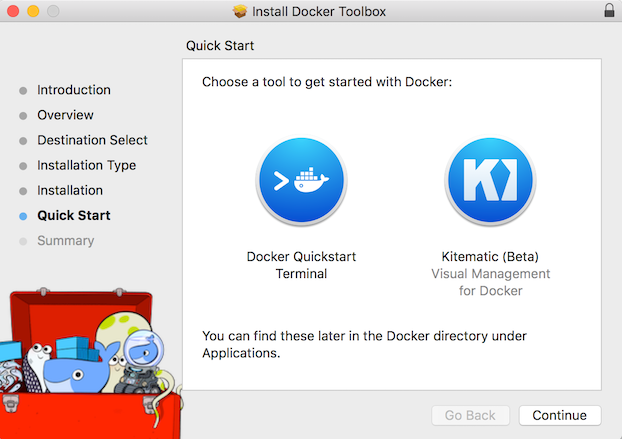 Install Docker Toolbox
Quick Start
Introduction
Overview
Destination Select
Installation Type
Installation
Quick Start
Summary
Choose a tool to get started with Docker:
Docker Quickstart
Terminal
Kitematic (Beta)
Visual Management
for Docker
You can find these later in the Docker directory under
Applications.
Go Back
Continue